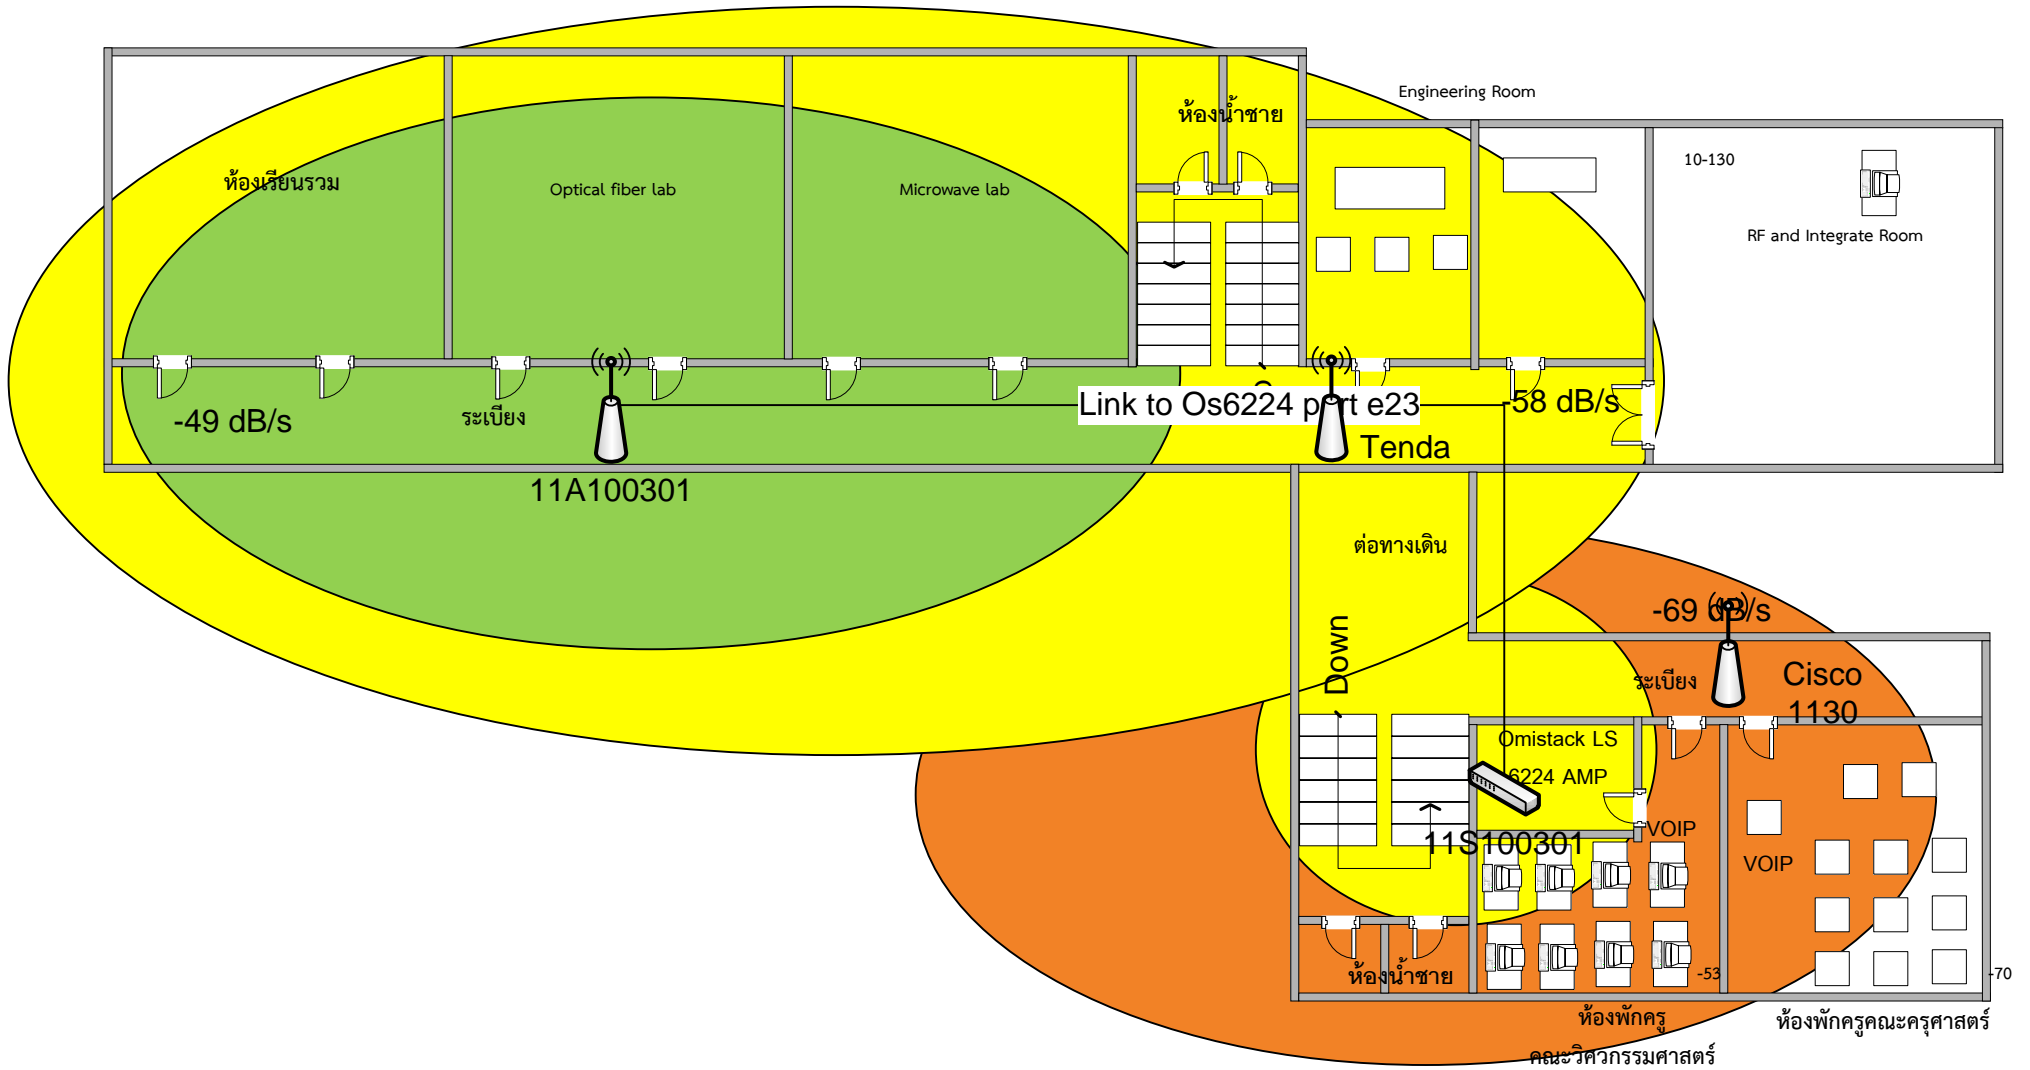 Engineering Room
ห้องน้ำชาย
10-130
ห้องเรียนรวม
Optical fiber lab
Microwave lab
RF and Integrate Room
-49 dB/s
ระเบียง
Link to Os6224 port e23
-58 dB/s
Tenda
11A100301
ต่อทางเดิน
-69 dB/s
Down
ระเบียง
Cisco
1130
Omistack LS
6224 AMP
11S100301
VOIP
VOIP
ห้องน้ำชาย
-53
-70
ห้องพักครู
คณะวิศวกรรมศาสตร์
ห้องพักครูคณะครุศาสตร์